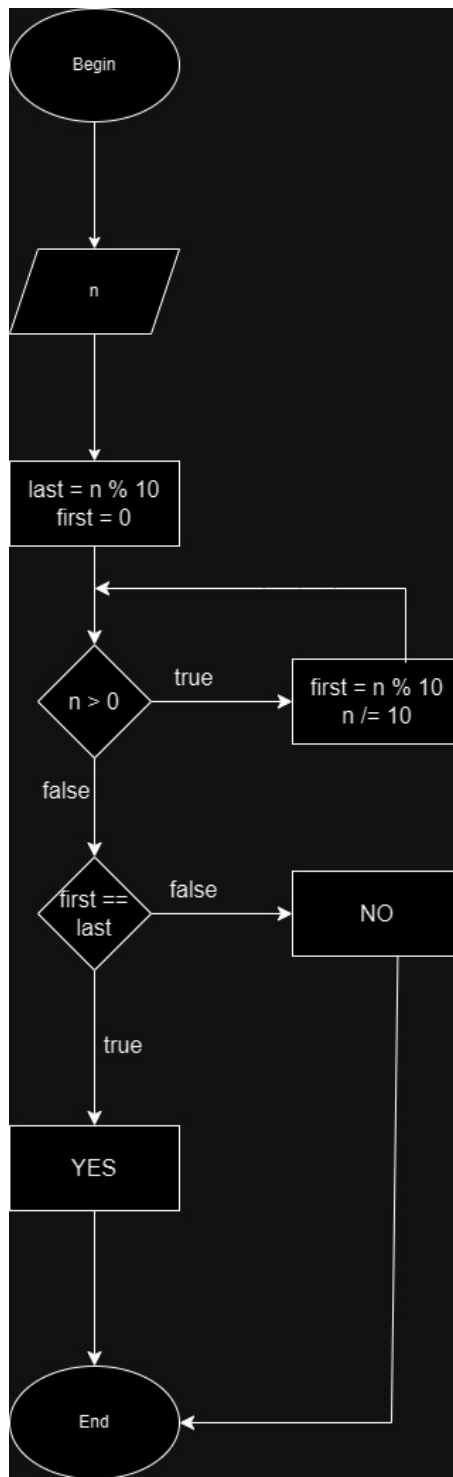 Begin
n
last = n % 10
first = 0
n > 0
true
first = n % 10
n /= 10
false
first ==
last
false
NO
true
YES
End